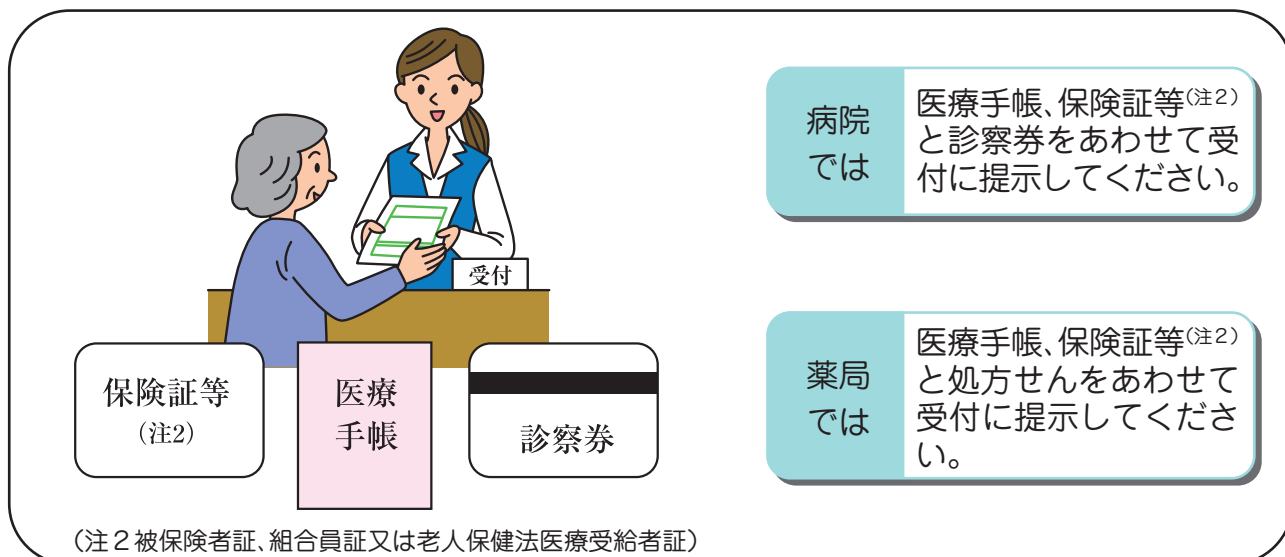 受付
保険証等
（注2）
医療
手帳
診察券
（注２被保険者証、組合員証又は老人保健法医療受給者証）
病院
では
医療手帳、保険証等（注２）
と診察券をあわせて受
付に提示してください。
薬局
では
医療手帳、保険証等（注２）
と処方せんをあわせて
受付に提示してくださ
い。